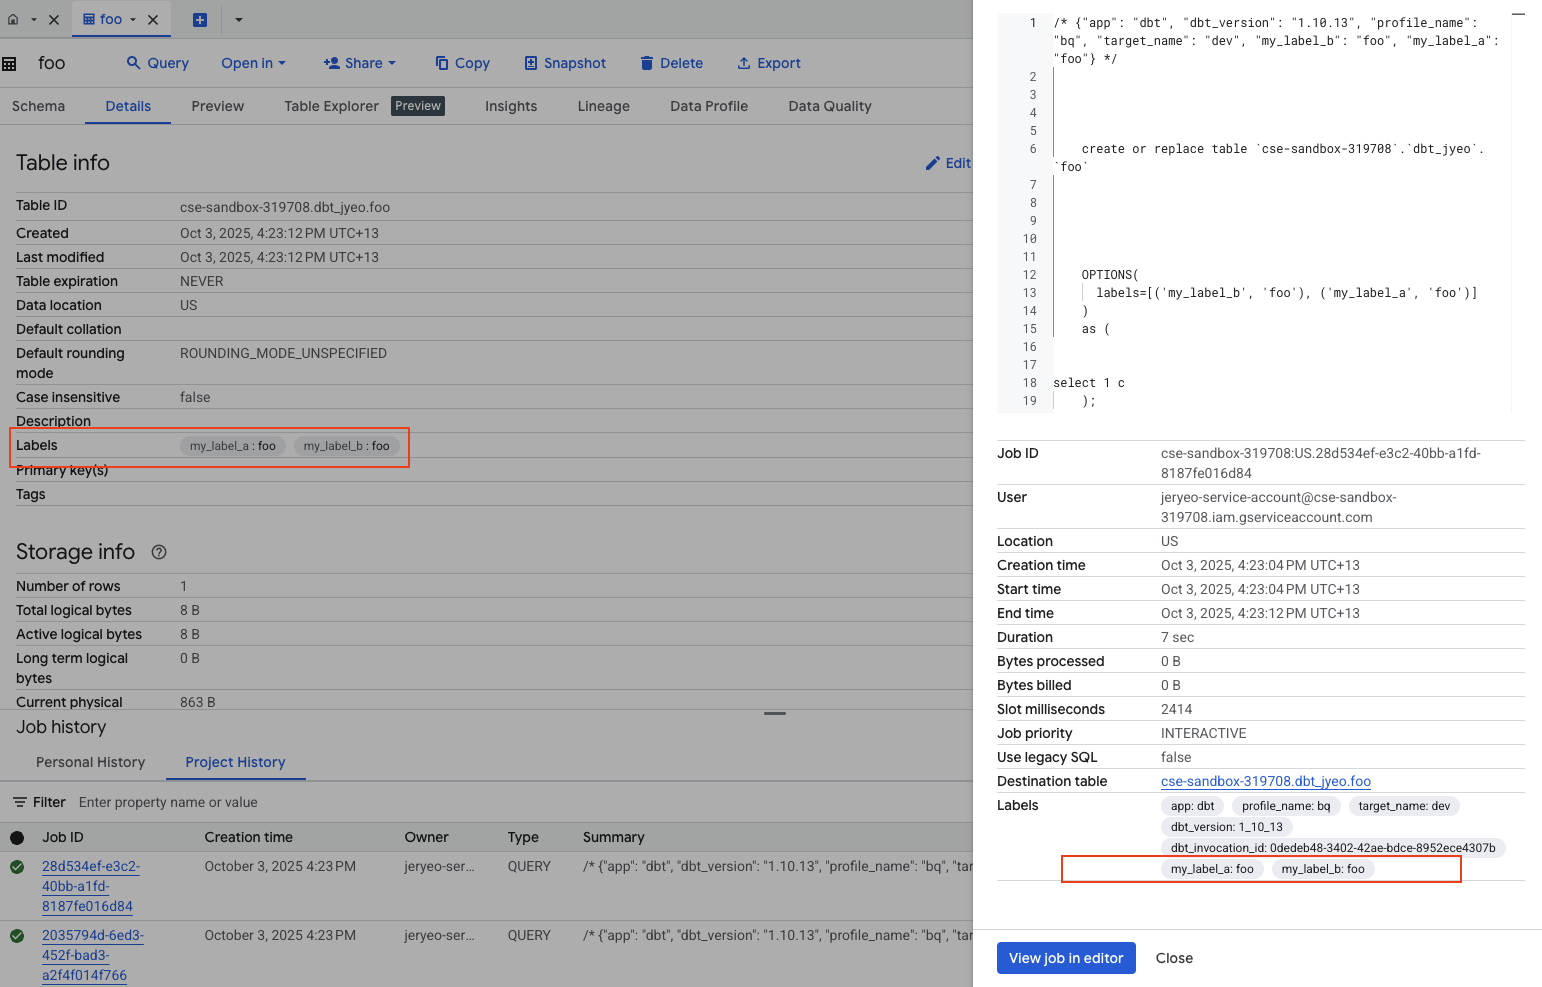 foo
foo
Query
Open in
Share
Copy
Snapshot
Delete
Export
Schema
Details
Preview
Table Explorer
Preview
Insights
Lineage
Data Profile
Data Quality
Table info
Edit
Table ID
cse-sandbox-319708.dbt_jyeo.foo
Created
Oct 3, 2025, 4:23:12 PM UTC+13
Last modified
Oct 3, 2025, 4:23:12 PM UTC+13
Table expiration
NEVER
Data location
US
Default collation
Default rounding
mode
ROUNDING_MODE_UNSPECIFIED
Case insensitive
false
Description
Labels
my_label_a : foo
my_label_b : foo
Primary key(s)
Tags
Storage info
Number of rows
1
Total logical bytes
8 B
Active logical bytes
8 B
Long term logical
bytes
0 B
Current physical
863 B
Job history
Personal History
Project History
Filter
Enter property name or value
Job ID
Creation time
Owner
Type
Summary
28d534ef-e3c2-
40bb-a1fd-
8187fe016d84
October 3, 2025 4:23 PM
jeryeo-ser...
QUERY
/* {"app": "dbt", "dbt_version": "1.10.13", "profile_name": "bq", "tar
2035794d-6ed3-
452f-bad3-
a2f4f014f766
October 3, 2025 4:23 PM
jeryeo-ser...
QUERY
/* {"app": "dbt", "dbt_version": "1.10.13", "profile_name": "bq", "tar
1 /* {"app": "dbt", "dbt_version": "1.10.13", "profile_name":
"bq", "target_name": "dev", "my_label_b": "foo", "my_label_a":
"foo"} */
2
3
4
5
6 create or replace table `cse-sandbox-319708`.`dbt_jyeo`.
`foo`
7
8
9
10
11
12 OPTIONS(
13 labels=[('my_label_b', 'foo'), ('my_label_a', 'foo')]
14 )
15 as (
16
17
18 select 1 c
19 );
Job ID
cse-sandbox-319708:US.28d534ef-e3c2-40bb-a1fd-
8187fe016d84
User
jeryeo-service-account@cse-sandbox-
319708.iam.gserviceaccount.com
Location
US
Creation time
Oct 3, 2025, 4:23:04 PM UTC+13
Start time
Oct 3, 2025, 4:23:04 PM UTC+13
End time
Oct 3, 2025, 4:23:12 PM UTC+13
Duration
7 sec
Bytes processed
0 B
Bytes billed
0 B
Slot milliseconds
2414
Job priority
INTERACTIVE
Use legacy SQL
false
Destination table
cse-sandbox-319708.dbt_jyeo.foo
Labels
app: dbt
profile_name: bq
target_name: dev
dbt_version: 1_10_13
dbt_invocation_id: 0dedeb48-3402-42ae-bdce-8952ece4307b
my_label_a: foo
my_label_b: foo
View job in editor
Close